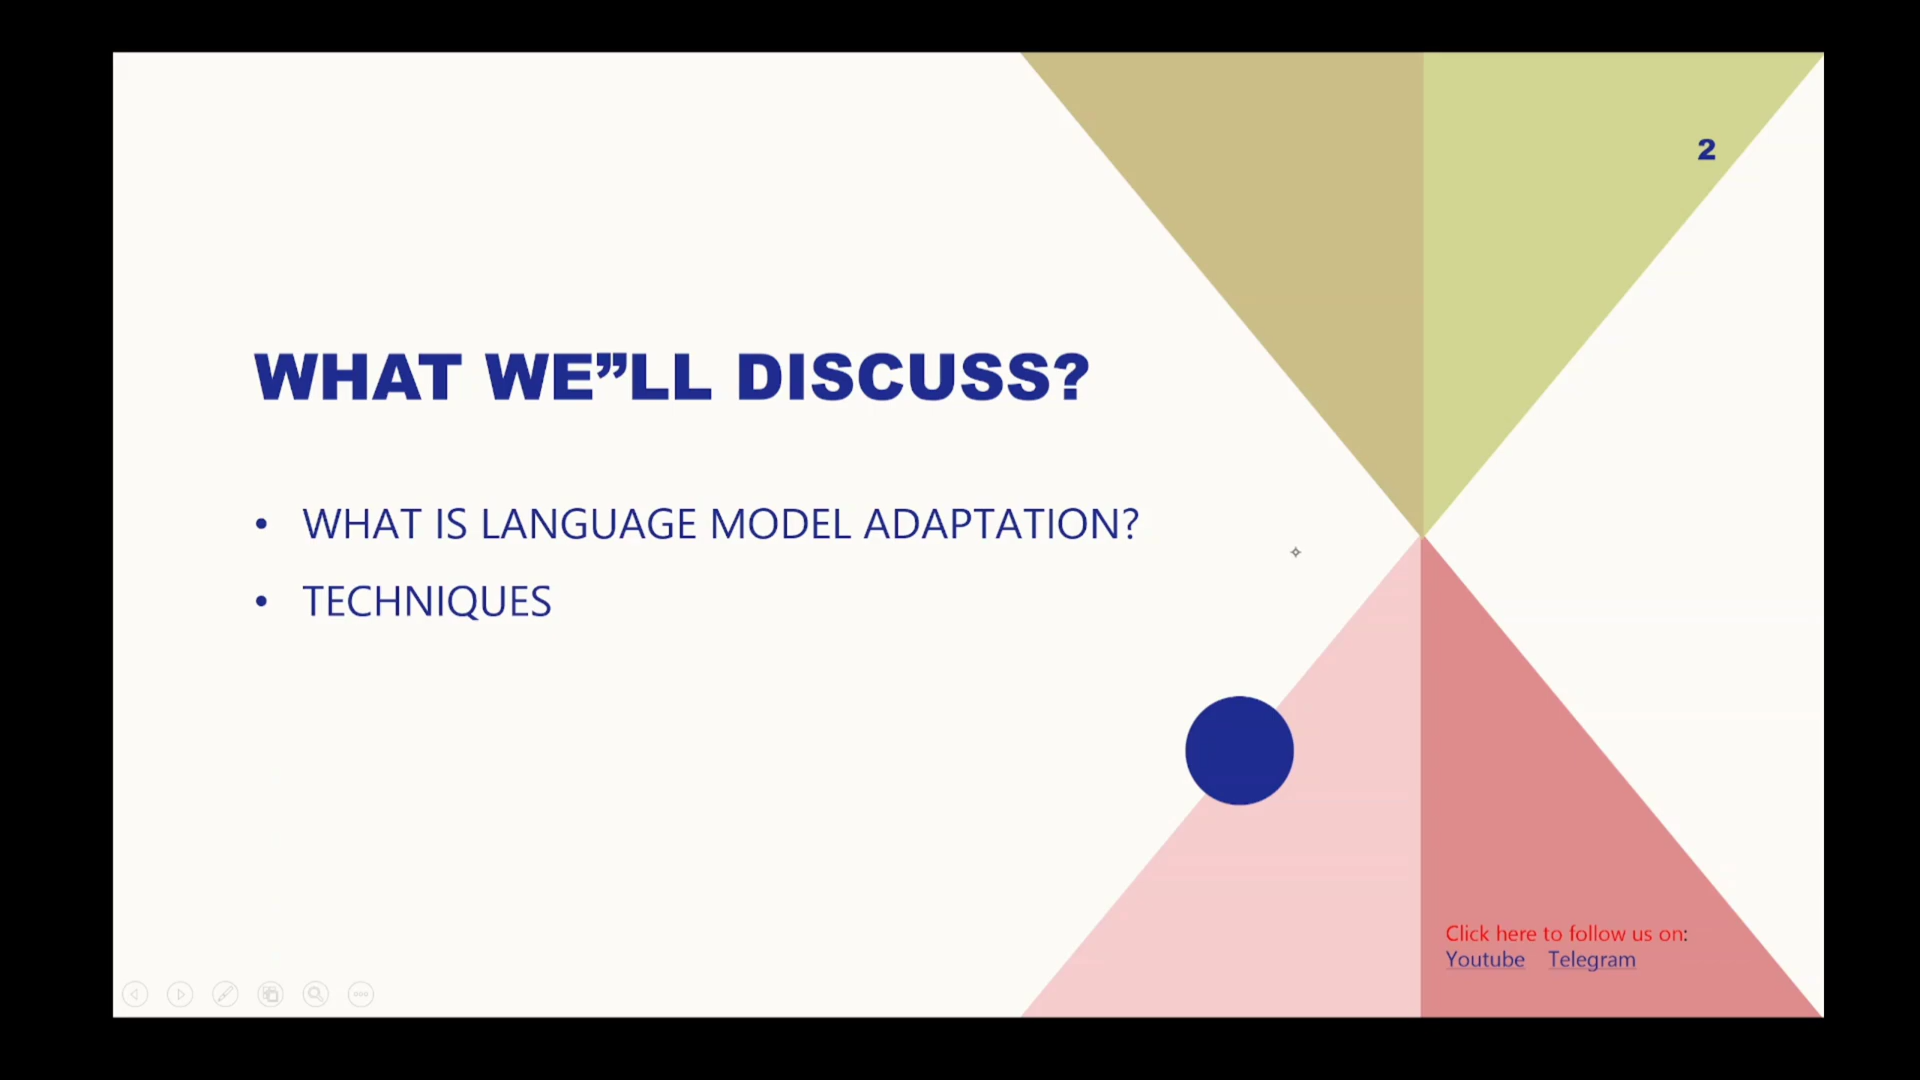 2
WHAT WE”LL DISCUSS?
• WHAT IS LANGUAGE MODEL ADAPTATION?
• TECHNIQUES
Click here to follow us on:
Youtube Telegram